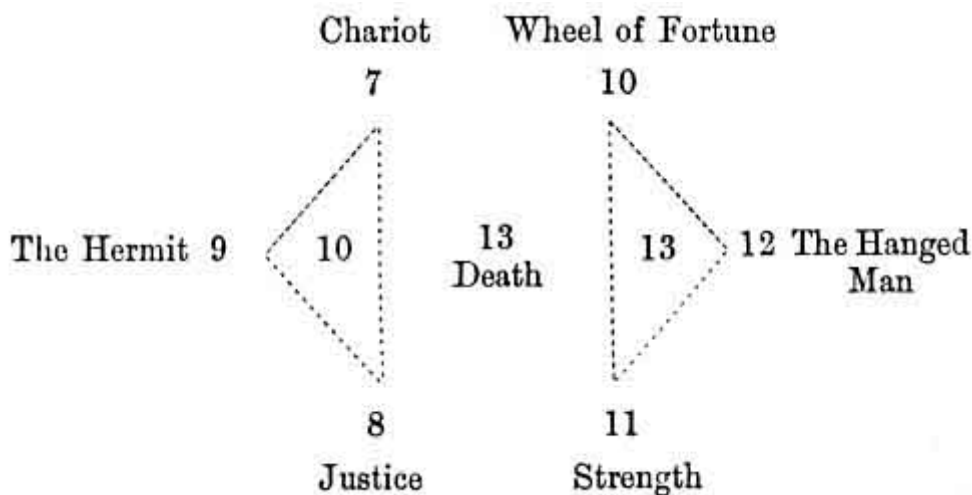 Chariot Wheel of Fortune
7 10
The Hermit 9 10 13 13 12 The Hanged
Death Man
8 11
Justice Strength